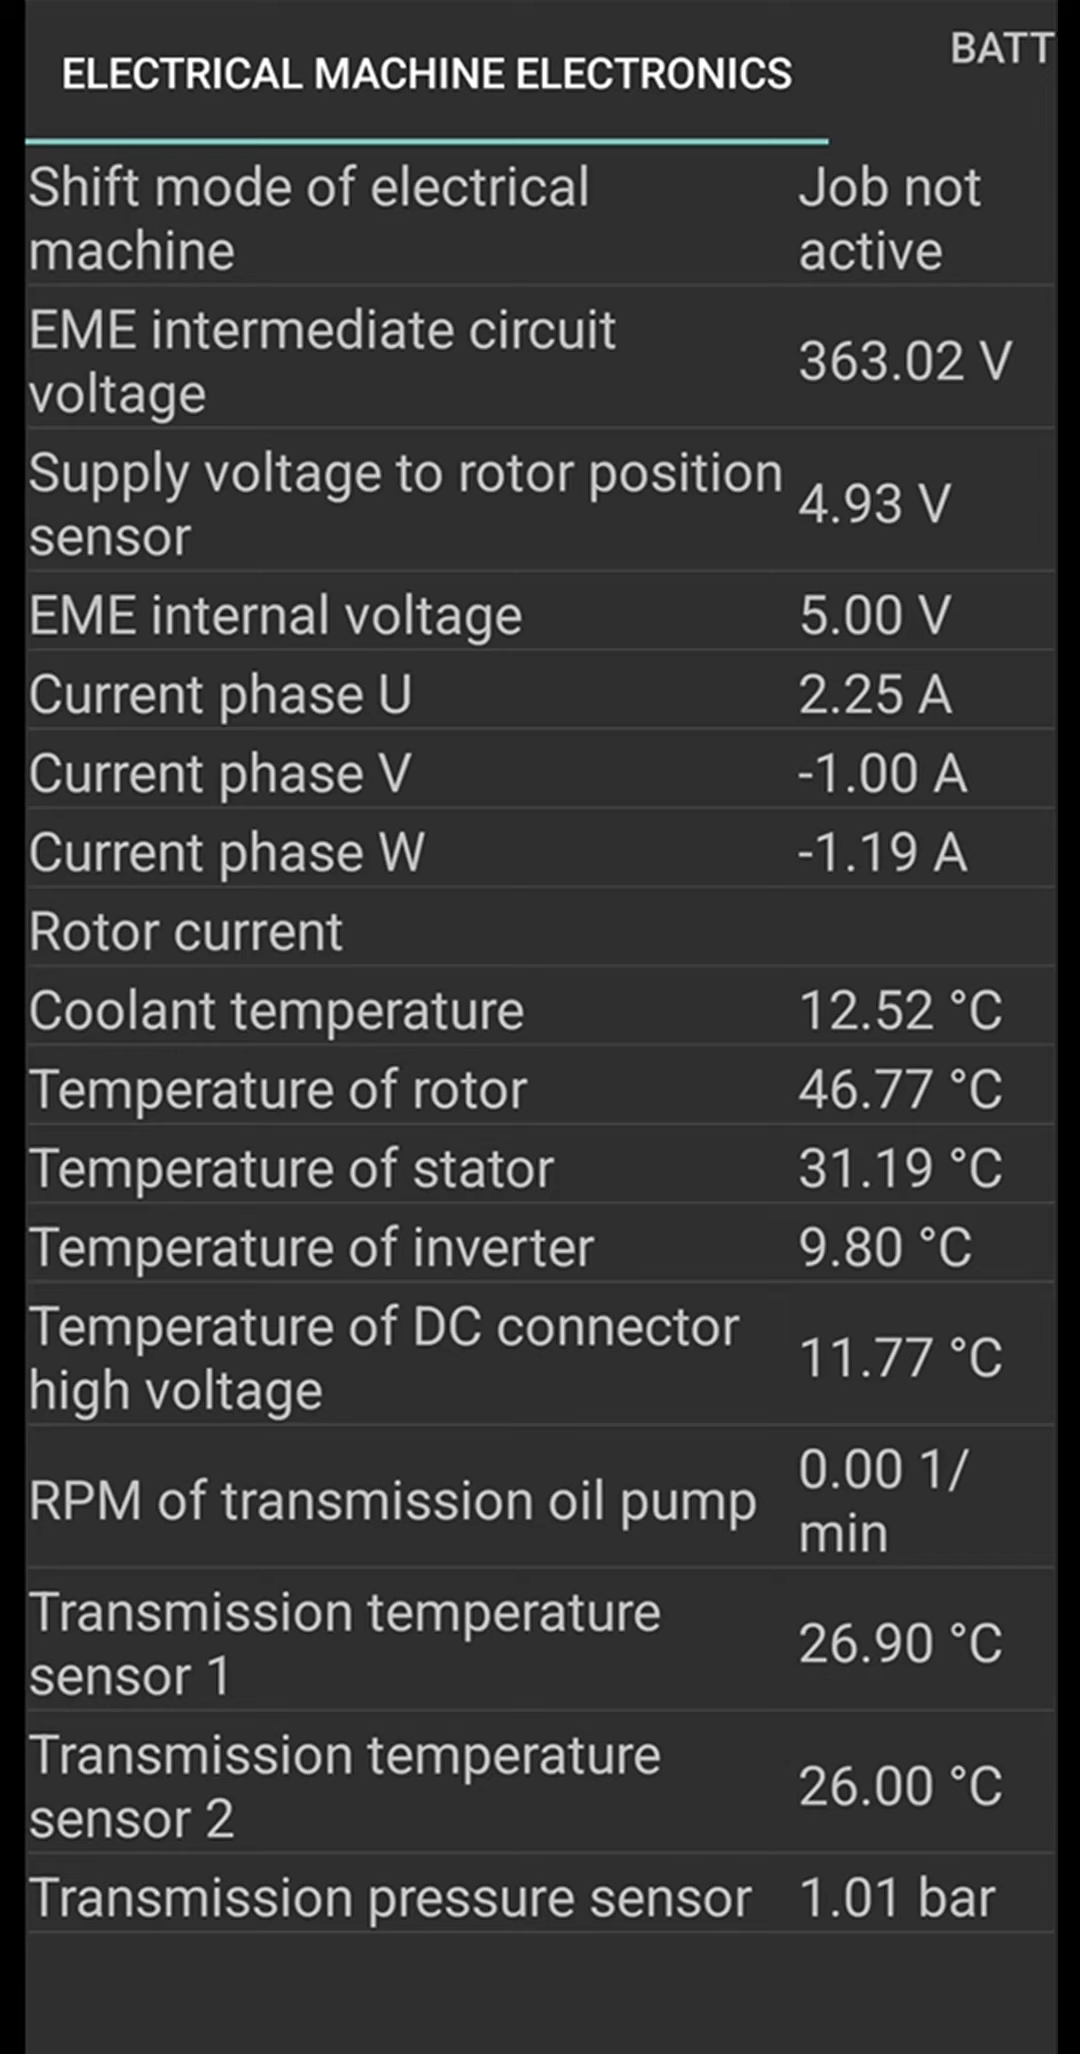 ELECTRICAL MACHINE ELECTRONICS
BATT
Shift mode of electrical
machine
Job not
active
EME intermediate circuit
voltage
363.02 V
Supply voltage to rotor position
sensor
4.93 V
EME internal voltage
5.00 V
Current phase U
2.25 A
Current phase V
-1.00 A
Current phase W
-1.19 A
Rotor current
Coolant temperature
12.52 °C
Temperature of rotor
46.77 °C
Temperature of stator
31.19 °C
Temperature of inverter
9.80 °C
Temperature of DC connector
high voltage
11.77 °C
RPM of transmission oil pump
0.00 1/
min
Transmission temperature
sensor 1
26.90 °C
Transmission temperature
sensor 2
26.00 °C
Transmission pressure sensor
1.01 bar